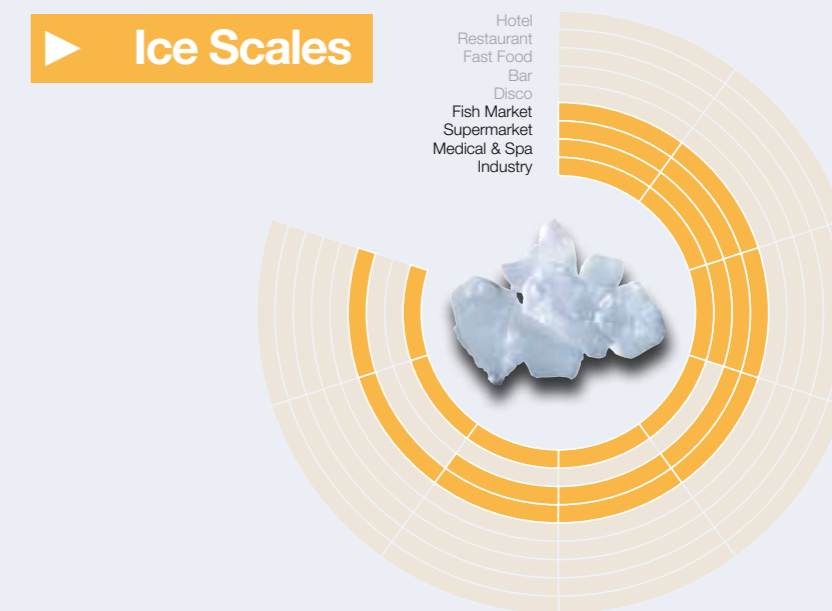 Ice Scales
Hotel
Restaurant
Fast Food
Bar
Disco
Fish Market
Supermarket
Medical & Spa
Industry